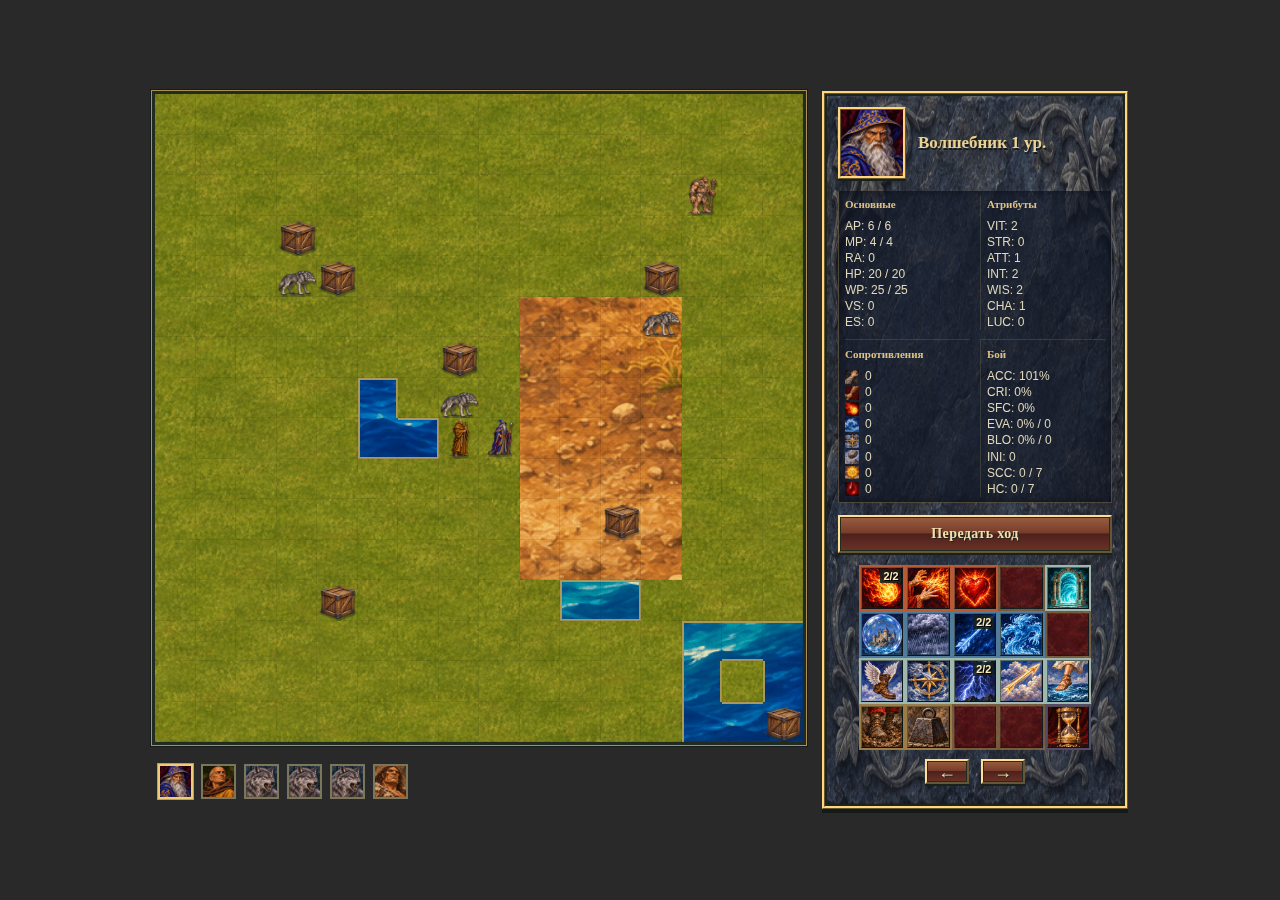 Волшебник 1 ур.
Основные
AP: 6 / 6
MP: 4 / 4
RA: 0
HP: 20 / 20
WP: 25 / 25
VS: 0
ES: 0
Атрибуты
VIT: 2
STR: 0
ATT: 1
INT: 2
WIS: 2
CHA: 1
LUC: 0
Сопротивления
0
0
0
0
0
0
0
0
Бой
ACC: 101%
CRI: 0%
SFC: 0%
EVA: 0% / 0
BLO: 0% / 0
INI: 0
SCC: 0 / 7
HC: 0 / 7
Передать ход
2/2
2/2
2/2
← →